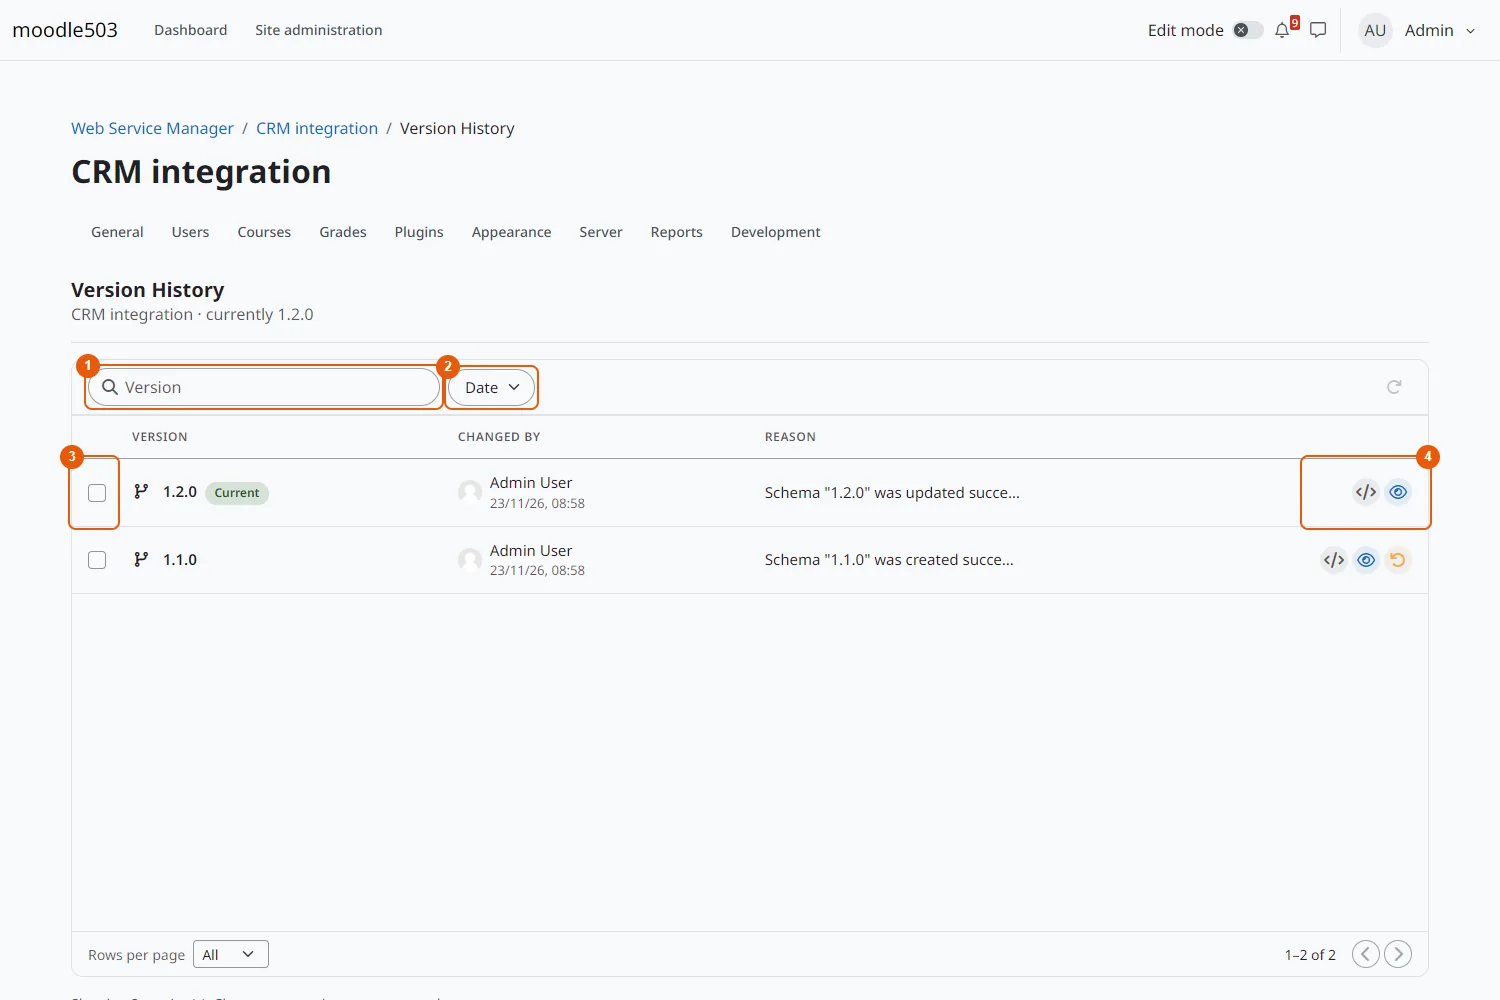 moodle503 Dashboard Site administration Edit mode 9 AU Admin
Web Service Manager / CRM integration / Version History
CRM integration
General Users Courses Grades Plugins Appearance Server Reports Development
Version History
CRM integration · currently 1.2.0
1 2
Version Date
VERSION CHANGED BY REASON
3 4
1.2.0 Current Admin User Schema "1.2.0" was updated succe...
23/11/26, 08:58
1.1.0 Admin User Schema "1.1.0" was created succe...
23/11/26, 08:58
Rows per page All 1–2 of 2